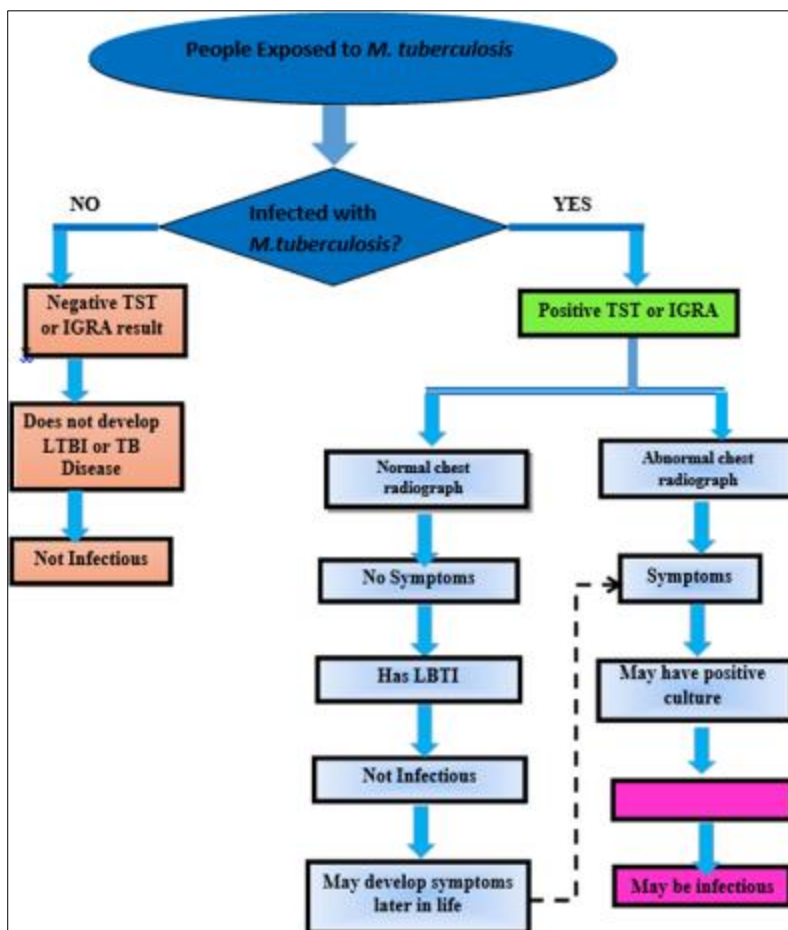 People Exposed to M. tuberculosis
NO
YES
Infected with
M.tuberculosis?
Negative TST
or IGRA result
Positive TST or IGRA
Does not develop
LTBI or TB
Disease
Normal chest
radiograph
Abnormal chest
radiograph
Not Infectious
No Symptoms
Symptoms
Has LBTI
May have positive
culture
Not Infectious
May develop symptoms
later in life
May be infectious